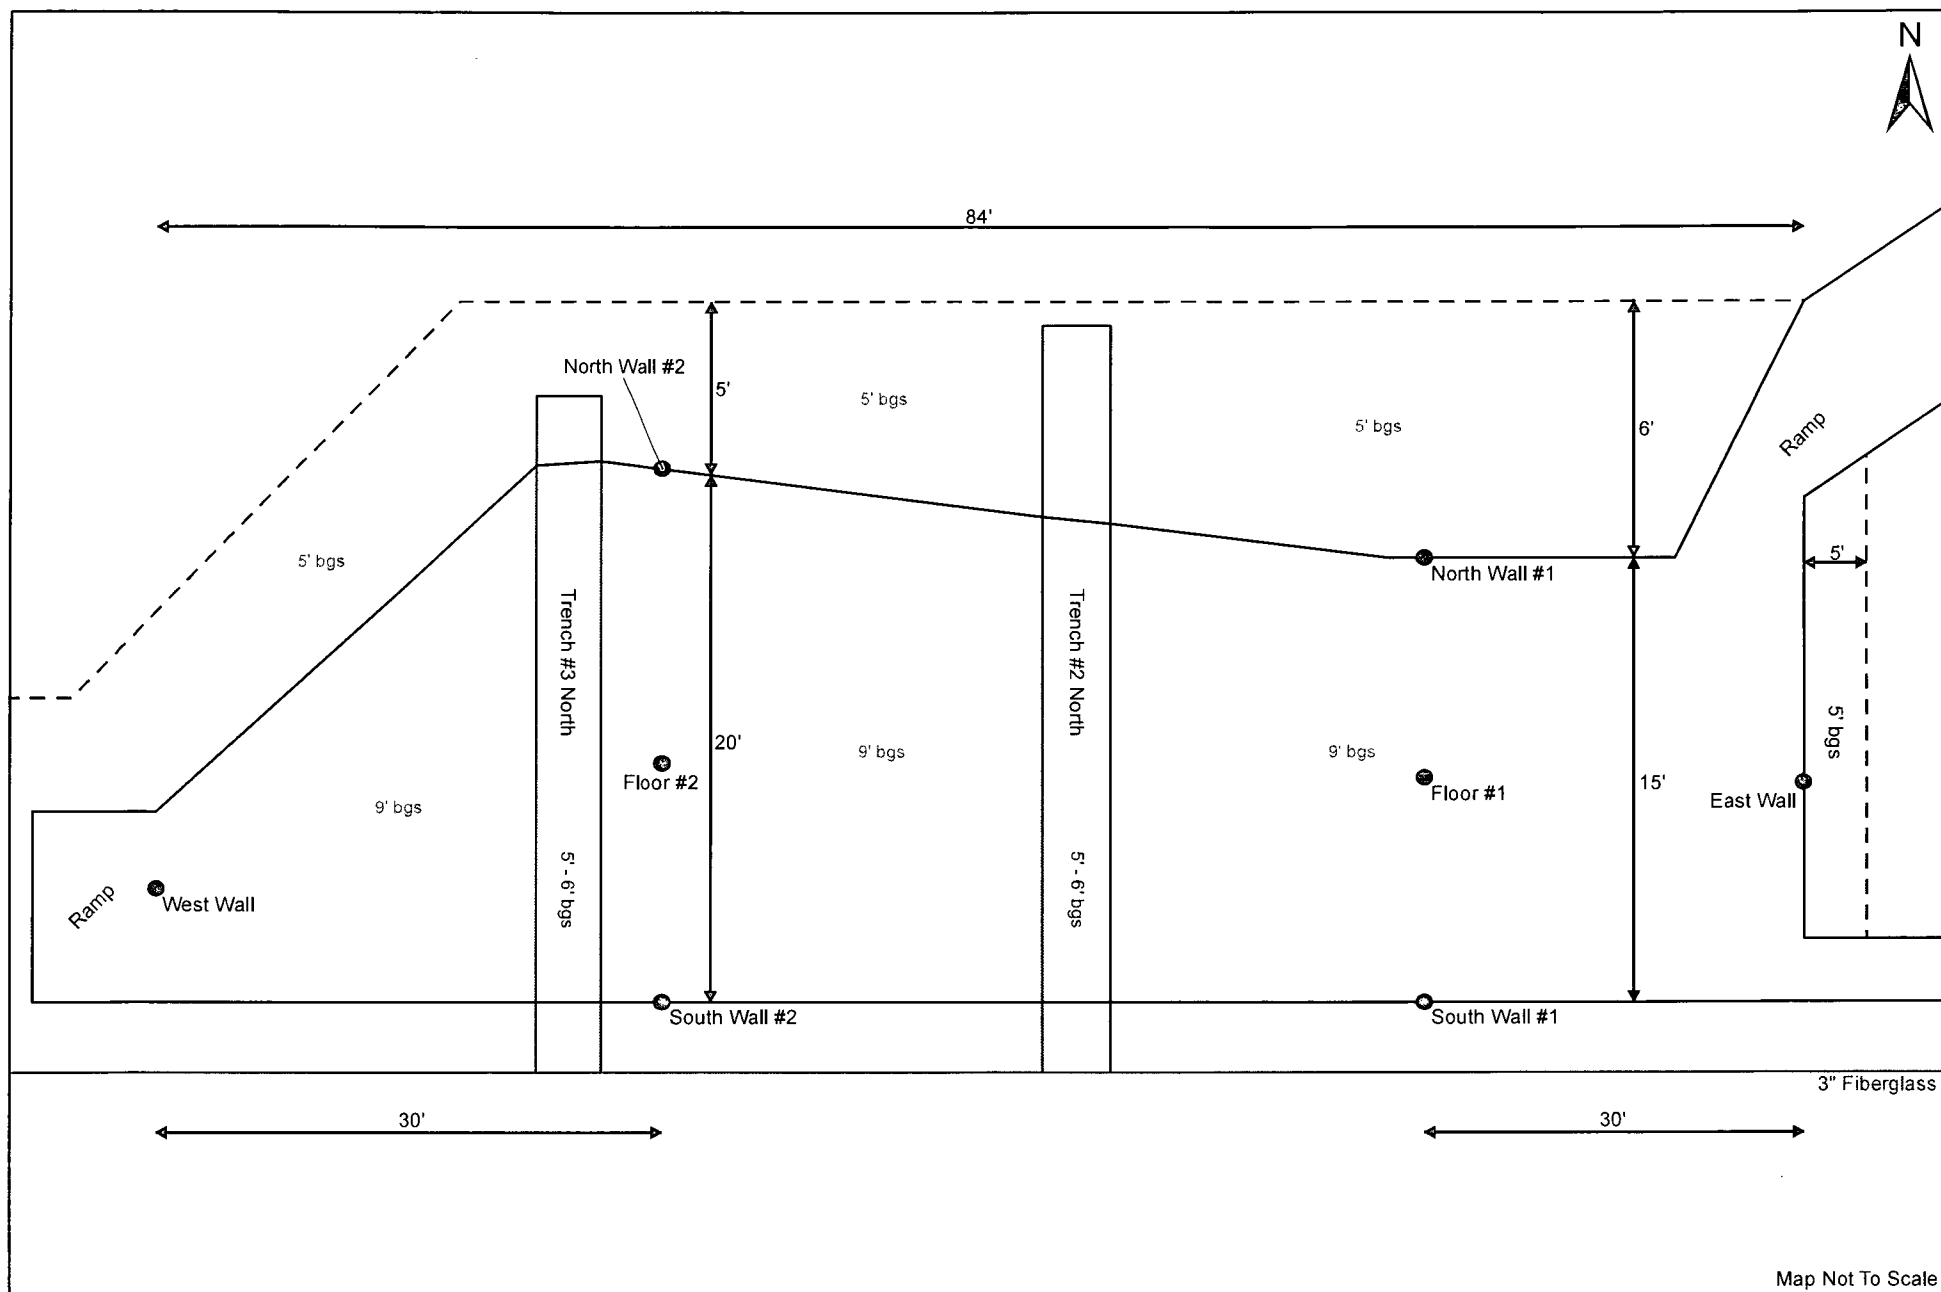 N
84'
North Wall #2
5'
5' bgs
5' bgs
6'
Ramp
5' bgs
North Wall #1
5'
Trench #3 North
Trench #2 North
5' bgs
20'
9' bgs
9' bgs
Floor #2
Floor #1
15'
East Wall
9' bgs
5' - 6' bgs
5' - 6' bgs
Ramp
West Wall
South Wall #2
South Wall #1
3" Fiberglass
30'
30'
Map Not To Scale